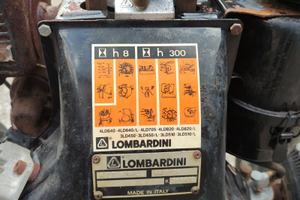 h 8 h 300
4LD640 - 4LD640/L 4LD705 4LD820 4LD820/L
3LD450 - 3LD450/L 3LD510 3LD510/L
LOMBARDINI
LOMBARDINI
MADE IN ITALY